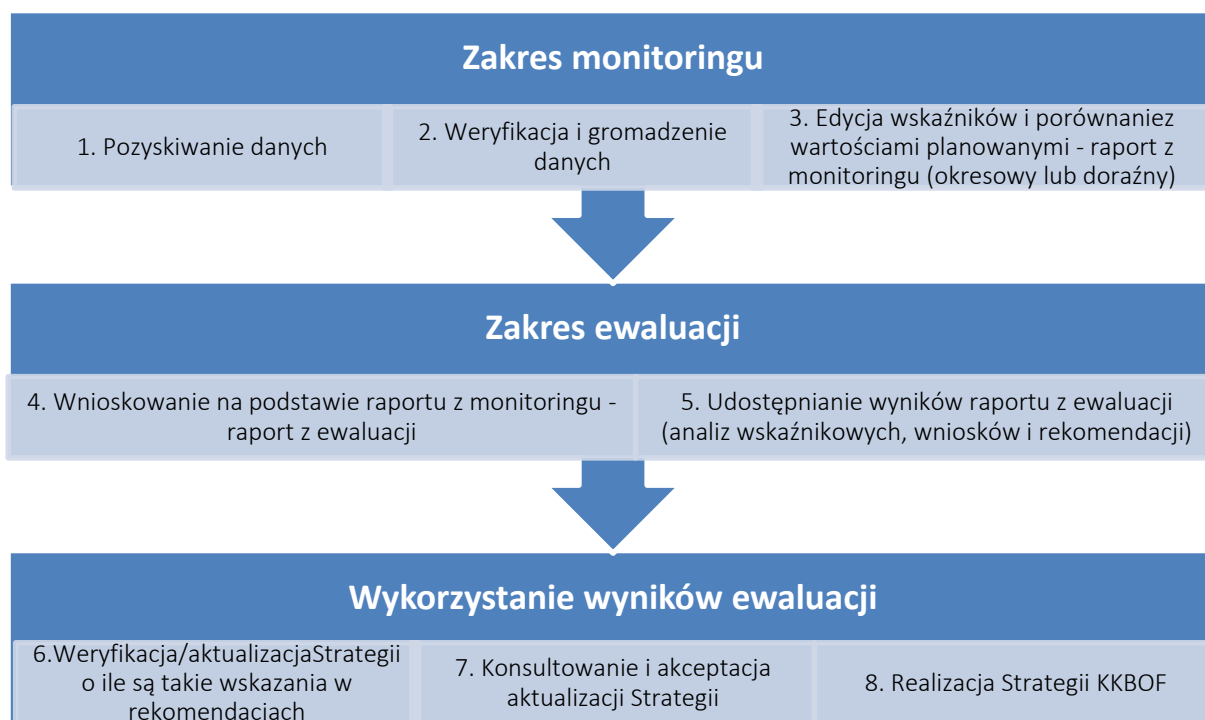 Zakres monitoringu
1. Pozyskiwanie danych
2. Weryfikacja i gromadzenie
danych
3. Edycja wskaźników i porównaniez
wartościami planowanymi - raport z
monitoringu (okresowy lub doraźny)
Zakres ewaluacji
4. Wnioskowanie na podstawie raportu z monitoringu -
raport z ewaluacji
5. Udostępnianie wyników raportu z ewaluacji
(analiz wskaźnikowych, wniosków i rekomendacji)
Wykorzystanie wyników ewaluacji
6.Weryfikacja/aktualizacjaStrategii
o ile są takie wskazania w
rekomendaciach
7. Konsultowanie i akceptacja
aktualizacji Strategii
8. Realizacja Strategii KKBOF